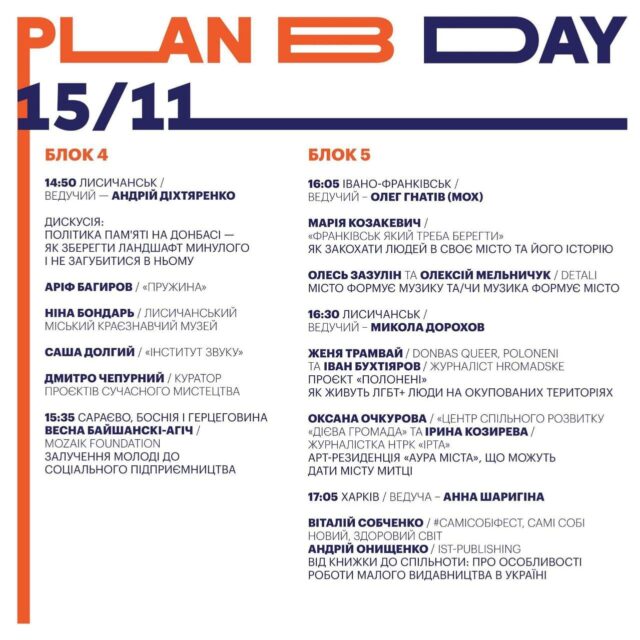 PLAN B DAY
15/11
БЛОК 4
14:50 ЛИСИЧАНСЬК /
ВЕДУЧИЙ — АНДРІЙ ДІХТЯРЕНКО
ДИСКУСІЯ:
ПОЛІТИКА ПАМ'ЯТІ НА ДОНБАСІ —
ЯК ЗБЕРЕГТИ ЛАНДШАФТ МИНУЛОГО
І НЕ ЗАГУБИТИСЯ В НЬОМУ
АРІФ БАГИРОВ / «ПРУЖИНА»
НІНА БОНДАРЬ / ЛИСИЧАНСЬКИЙ
МІСЬКИЙ КРАЄЗНАВЧИЙ МУЗЕЙ
САША ДОЛГИЙ / «ІНСТИТУТ ЗВУКУ»
ДМИТРО ЧЕПУРНИЙ / КУРАТОР
ПРОЄКТІВ СУЧАСНОГО МИСТЕЦТВА
15:35 САРАЄВО, БОСНІЯ І ГЕРЦЕГОВИНА
ВЕСНА БАЙШАНСКІ-АГІЧ /
MOZAIK FOUNDATION
ЗАЛУЧЕННЯ МОЛОДІ ДО
СОЦІАЛЬНОГО ПІДПРИЄМНИЦТВА
БЛОК 5
16:05 ІВАНО-ФРАНКІВСЬК /
ВЕДУЧИЙ – ОЛЕГ ГНАТІВ (МОХ)
МАРІЯ КОЗАКЕВИЧ /
«ФРАНКІВСЬК ЯКИЙ ТРЕБА БЕРЕГТИ»
ЯК ЗАКОХАТИ ЛЮДЕЙ В СВОЄ МІСТО ТА ЙОГО ІСТОРІЮ
ОЛЕСЬ ЗАЗУЛІН ТА ОЛЕКСІЙ МЕЛЬНИЧУК / DETALI
МІСТО ФОРМУЄ МУЗИКУ ТА/ЧИ МУЗИКА ФОРМУЄ МІСТО
16:30 ЛИСИЧАНСЬК /
ВЕДУЧИЙ – МИКОЛА ДОРОХОВ
ЖЕНЯ ТРАМВАЙ / DONBAS QUEER, POLONENI
ТА ІВАН БУХТІЯРОВ / ЖУРНАЛІСТ HROMADSKE
ПРОЄКТ «ПОЛОНЕНІ»
ЯК ЖИВУТЬ ЛГБТ+ ЛЮДИ НА ОКУПОВАНИХ ТЕРИТОРІЯХ
ОКСАНА ОЧКУРОВА / «ЦЕНТР СПІЛЬНОГО РОЗВИТКУ
«ДІЄВА ГРОМАДА» ТА ІРИНА КОЗИРЕВА /
ЖУРНАЛІСТКА НТРК «ІРТА»
АРТ-РЕЗИДЕНЦІЯ «АУРА МІСТА», ЩО МОЖУТЬ
ДАТИ МІСТУ МИТЦІ
17:05 ХАРКІВ / ВЕДУЧА – АННА ШАРИГІНА
ВІТАЛІЙ СОБЧЕНКО / #САМІСОБІФЕСТ, САМІ СОБІ
НОВИЙ, ЗДОРОВИЙ СВІТ
АНДРІЙ ОНИЩЕНКО / IST-PUBLISHING
ВІД КНИЖКИ ДО СПІЛЬНОТИ: ПРО ОСОБЛИВОСТІ
РОБОТИ МАЛОГО ВИДАВНИЦТВА В УКРАЇНІ